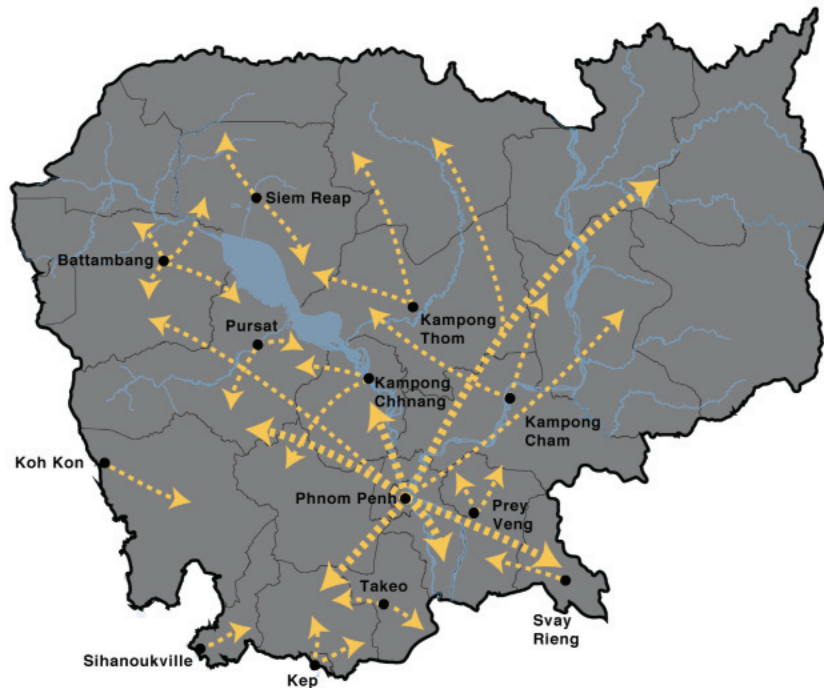 Siem Reap
Battambang
Pursat
Kampong
Thom
Kampong
Chhnang
Kampong
Cham
Koh Kon
Phnom Penh
Prey
Veng
Takeo
Svay
Rieng
Sihanoukville
Kep